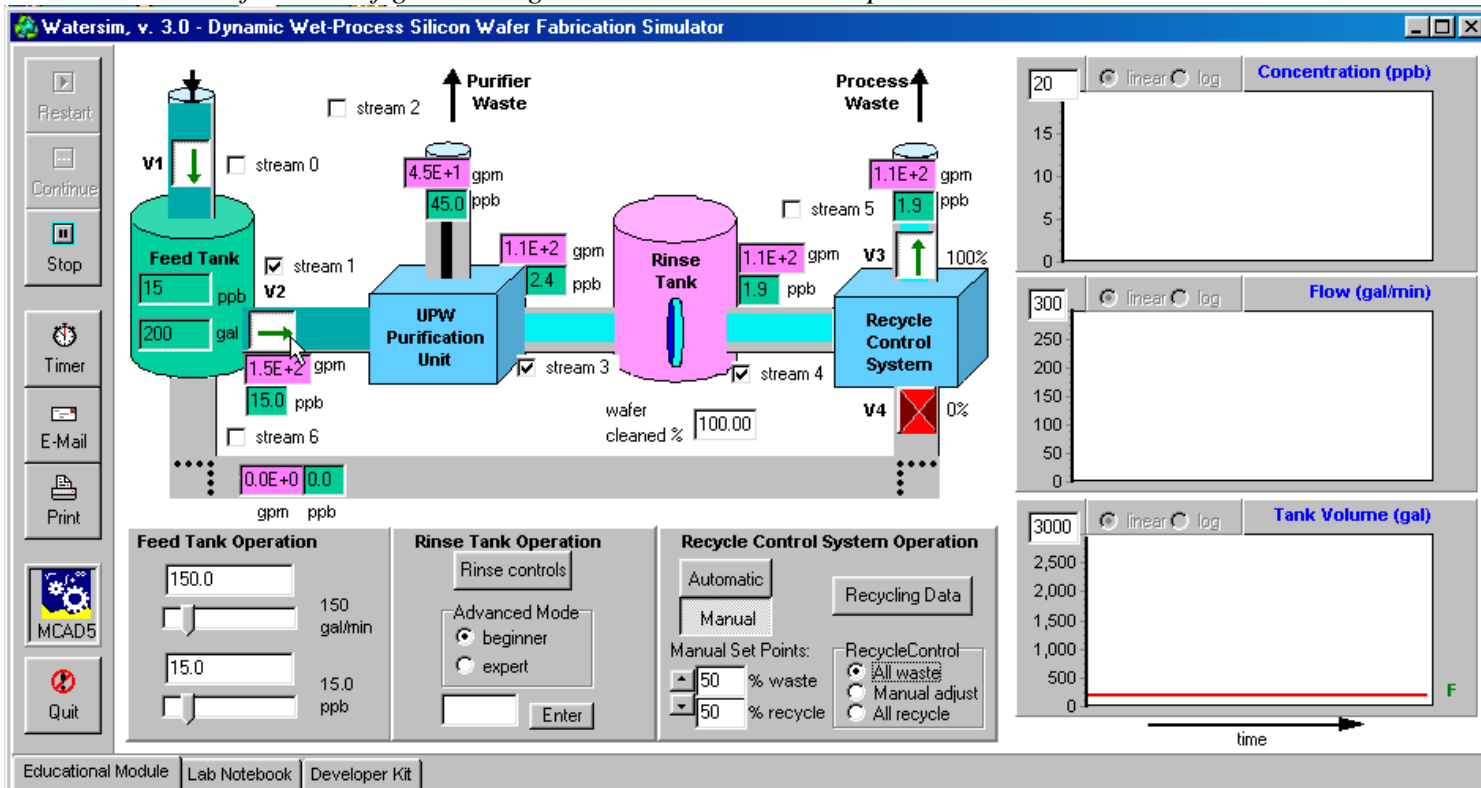 Watersim, v. 3.0 - Dynamic Wet-Process Silicon Wafer Fabrication Simulator
Restart
Continue
Stop
Timer
E-Mail
Print
MCAD5
Quit
Purifier
Waste
Process
Waste
stream 2
V1
stream 0
4.5E+1 gpm
45.0 ppb
1.1E+2 gpm
1.9 ppb
stream 5
Feed Tank
15 ppb
200 gal
stream 1
V2
1.5E+2 gpm
15.0 ppb
stream 6
0.0E+0 0.0
gpm ppb
UPW
Purification
Unit
1.1E+2 gpm
2.4 ppb
stream 3
Rinse
Tank
1.1E+2 gpm
1.9 ppb
stream 4
V3
100%
Recycle
Control
System
V4
0%
wafer
cleaned % 100.00
Feed Tank Operation
150.0
150
gal/min
15.0
15.0
ppb
Rinse Tank Operation
Rinse controls
Advanced Mode
beginner
expert
Enter
Recycle Control System Operation
Automatic
Manual
Recycling Data
Manual Set Points:
50 % waste
50 % recycle
RecycleControl
All waste
Manual adjust
All recycle
20
linear
log
Concentration (ppb)
15
10
5
0
300
linear
log
Flow (gal/min)
250
200
150
100
50
0
3000
linear
log
Tank Volume (gal)
2,500
2,000
1,500
1,000
500
0
F
time
Educational Module
Lab Notebook
Developer Kit